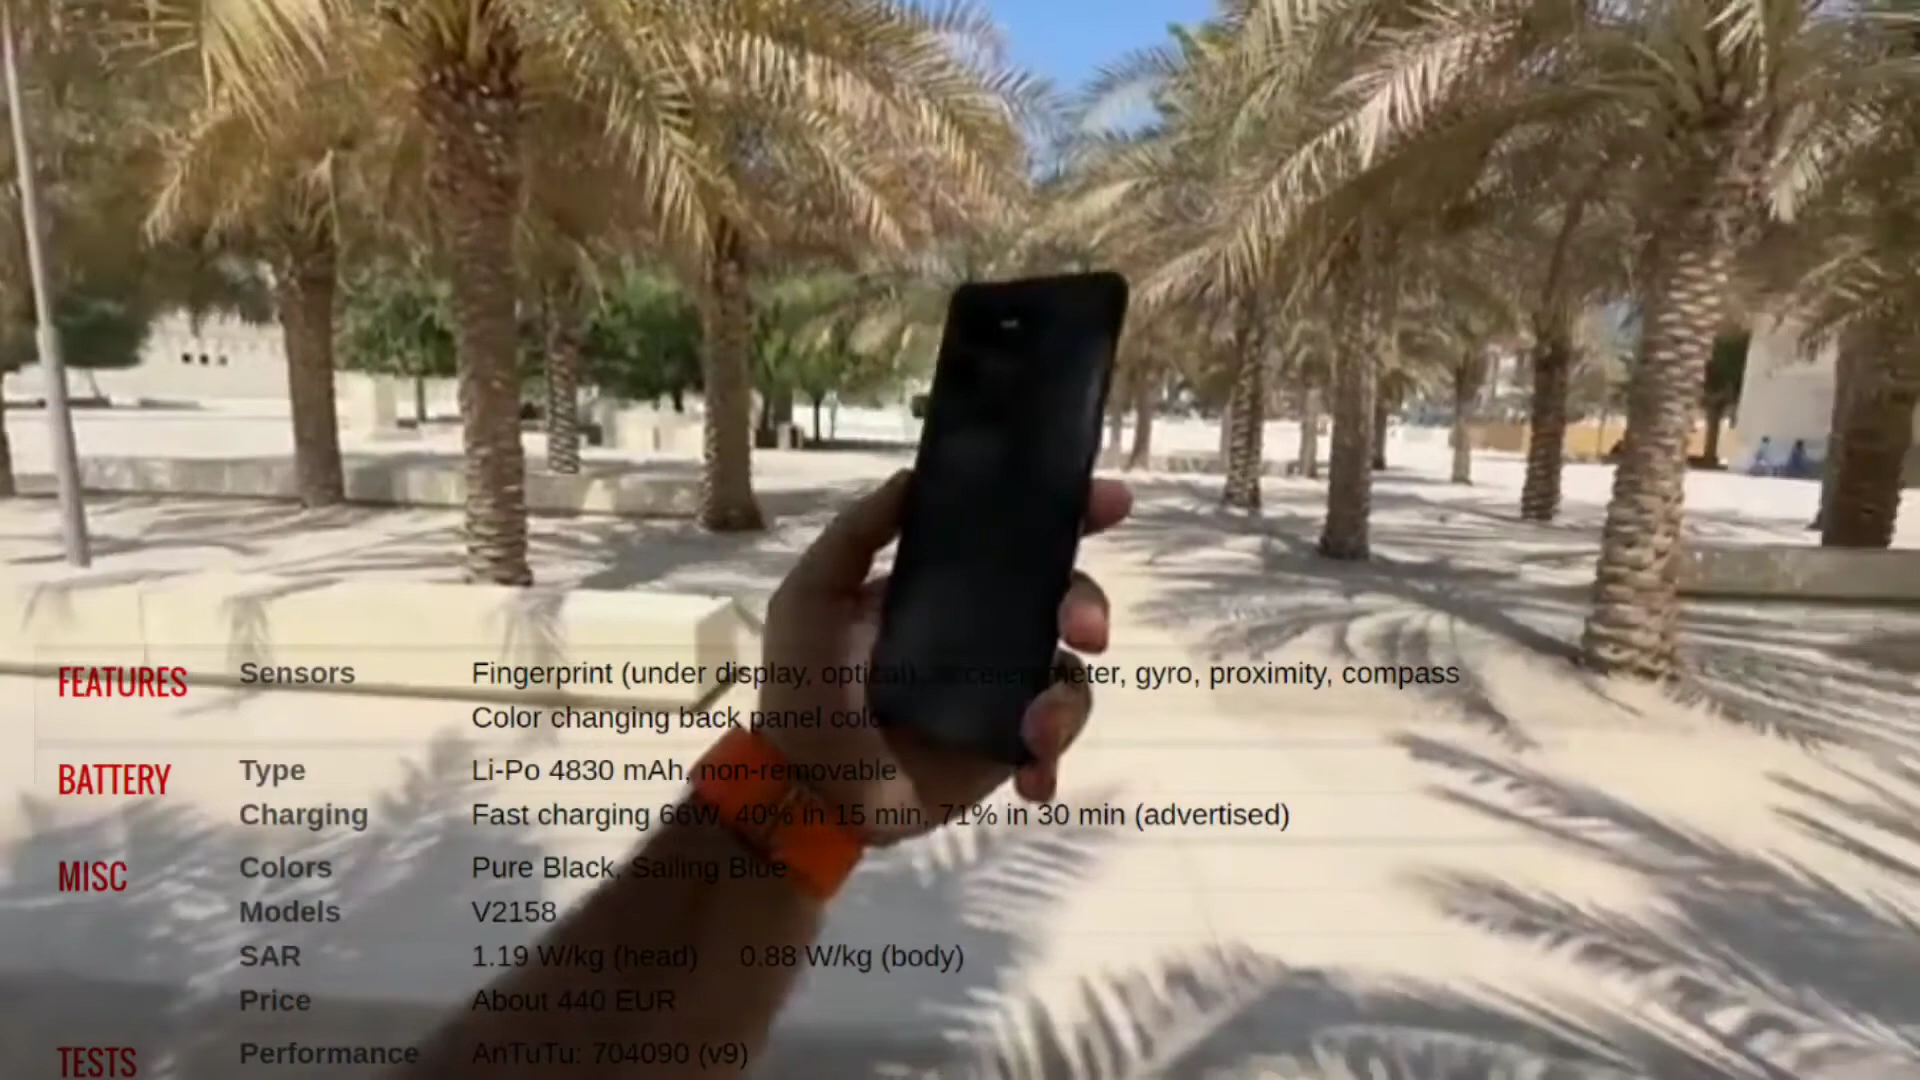 FEATURES Sensors Fingerprint (under display, optical), accelerometer, gyro, proximity, compass
Color changing back panel color
BATTERY Type Li-Po 4830 mAh, non-removable
Charging Fast charging 66W, 40% in 15 min, 71% in 30 min (advertised)
MISC Colors Pure Black, Sailing Blue
Models V2158
SAR 1.19 W/kg (head) 0.88 W/kg (body)
Price About 440 EUR
TESTS Performance AnTuTu: 704090 (v9)